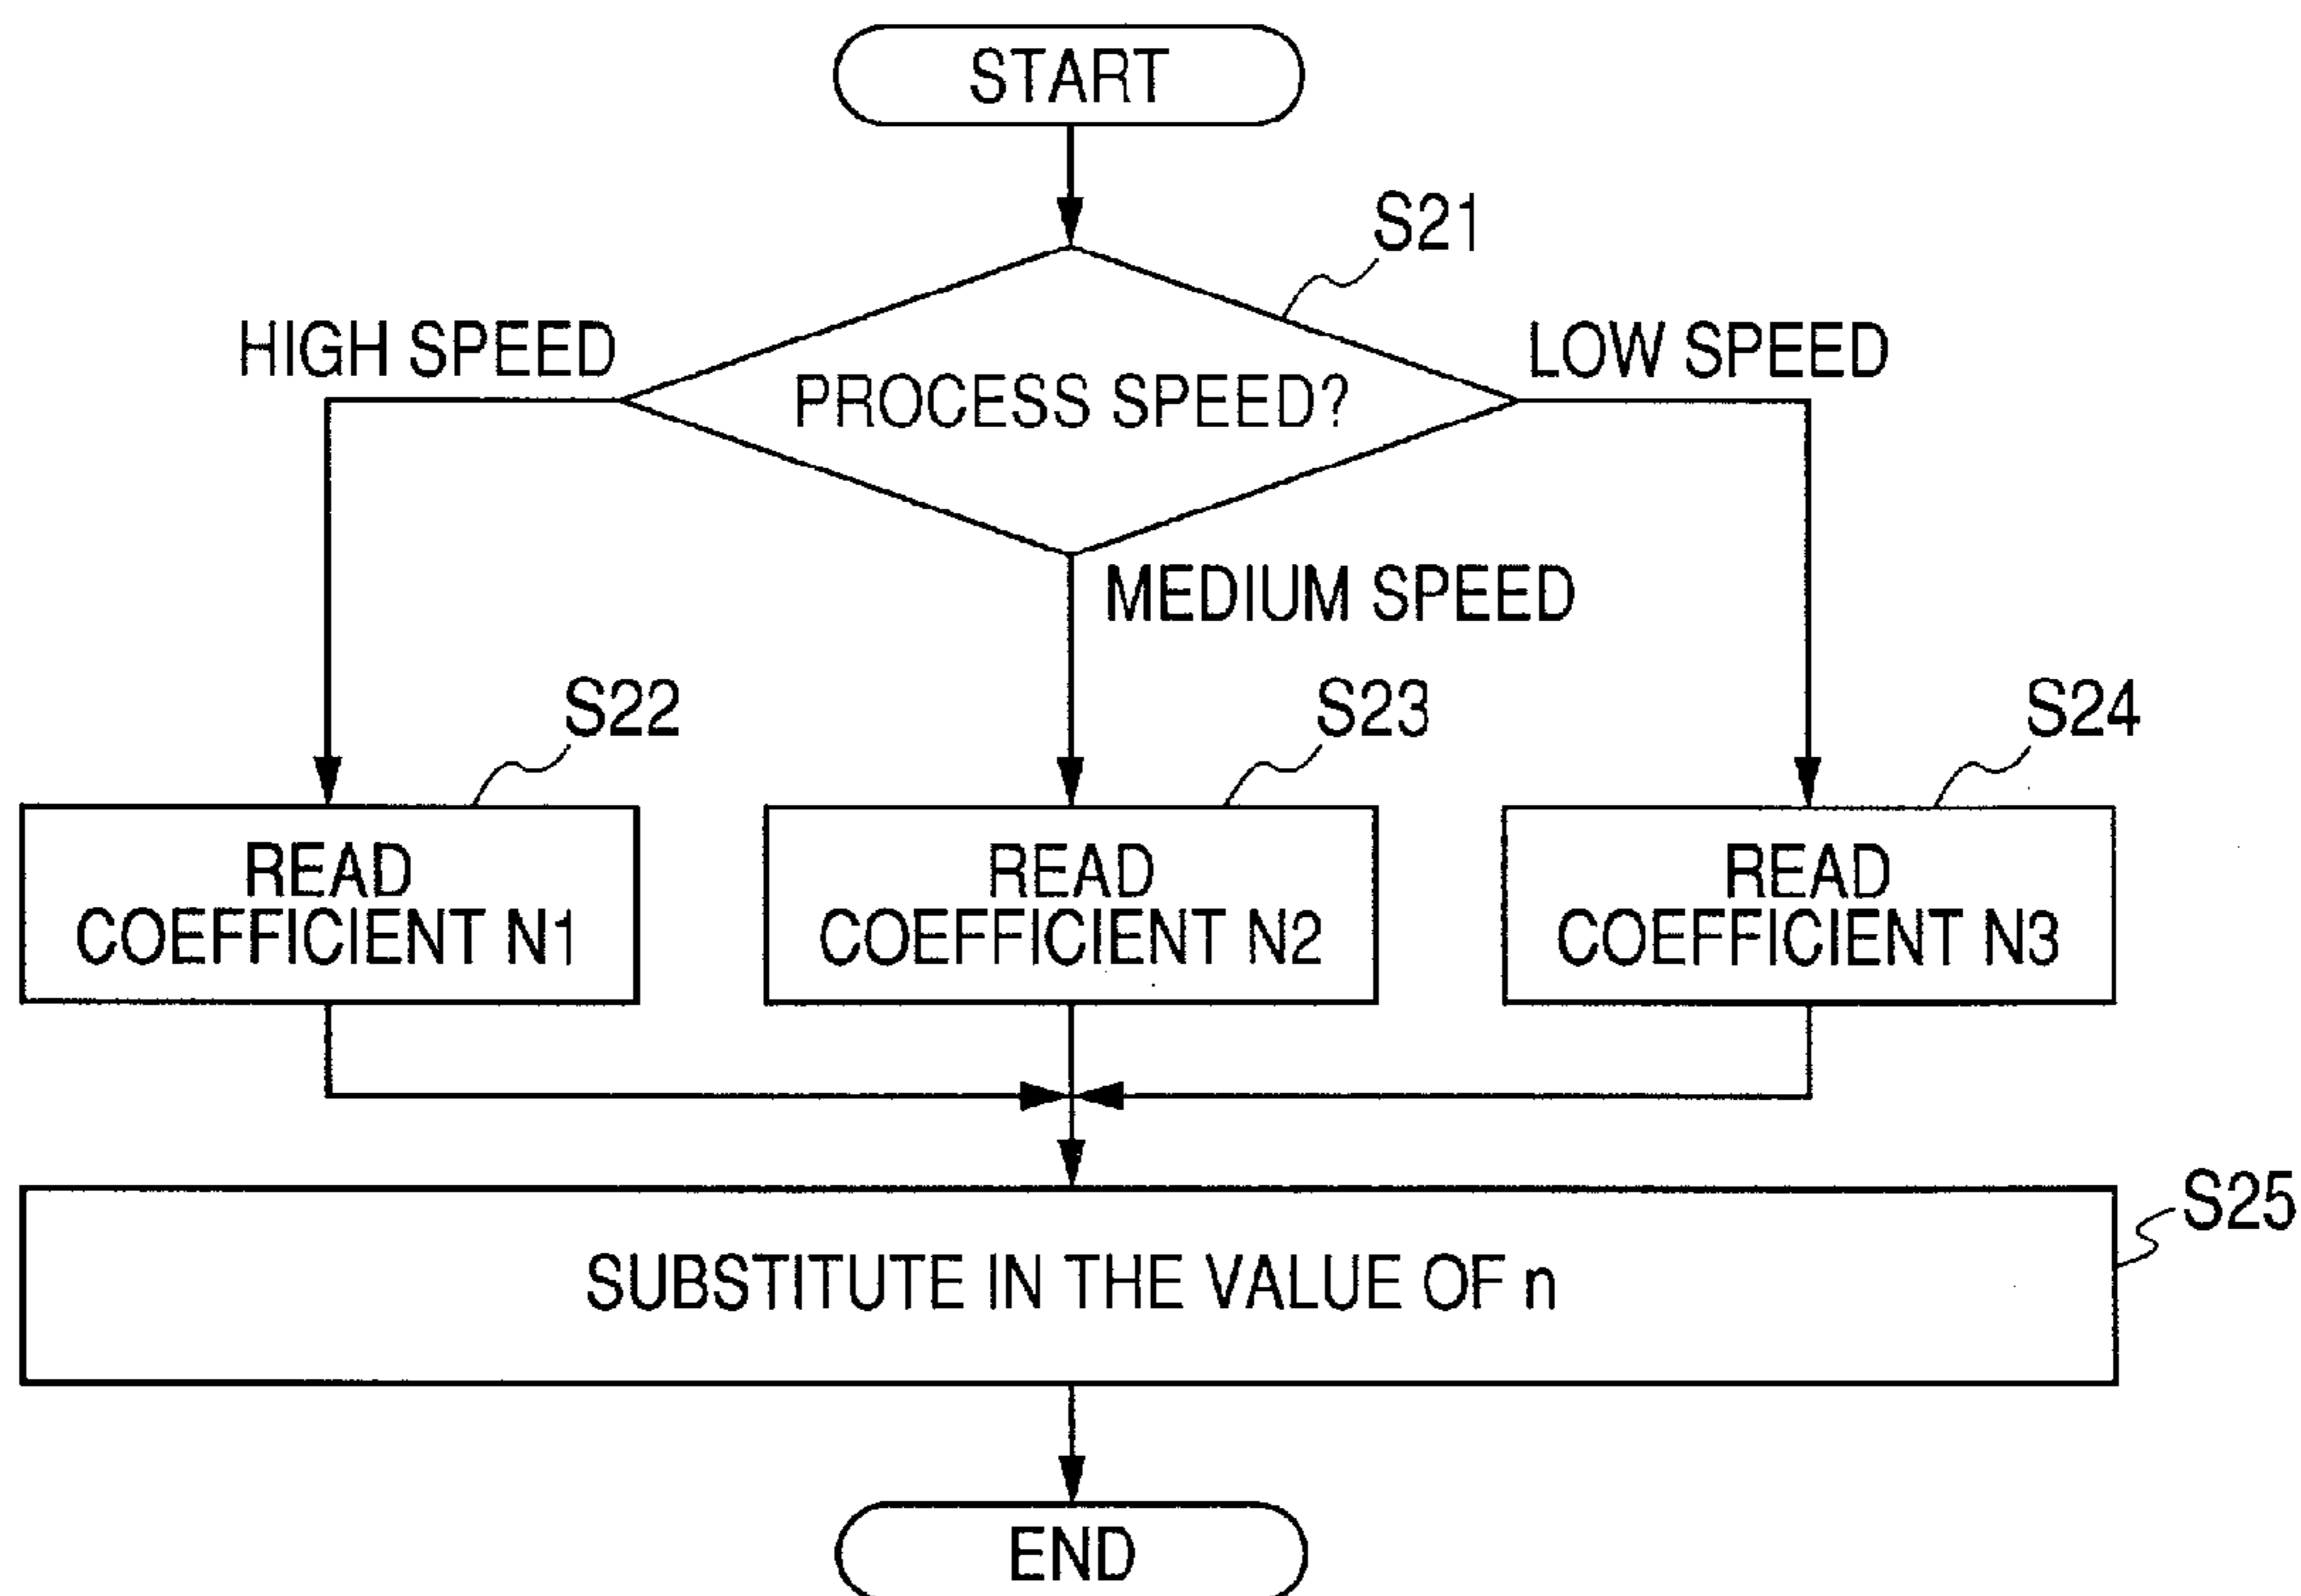 START
S21
HIGH SPEED
LOW SPEED
PROCESS SPEED?
MEDIUM SPEED
S22
S23
S24
READ
COEFFICIENT N1
READ
COEFFICIENT N2
READ
COEFFICIENT N3
S25
SUBSTITUTE IN THE VALUE OF n
END